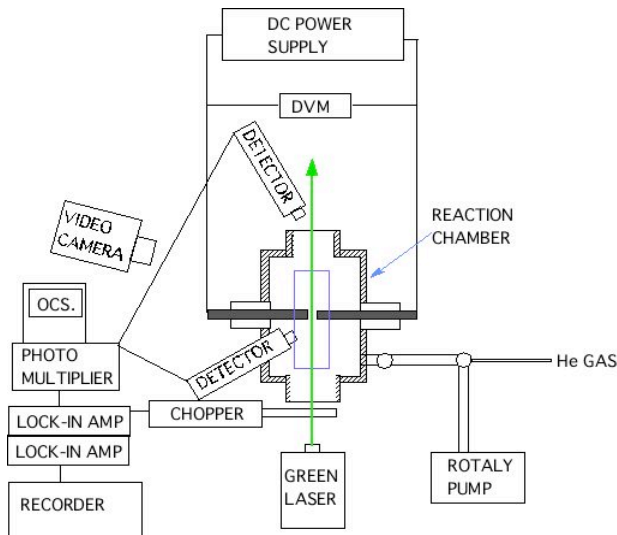 DC POWER
SUPPLY
DVM
DETECTOR
VIDEO
CAMERA
REACTION
CHAMBER
OCS.
PHOTO
MULTIPLIER
DETECTOR
He GAS
LOCK-IN AMP
CHOPPER
LOCK-IN AMP
GREEN
LASER
ROTALY
PUMP
RECORDER